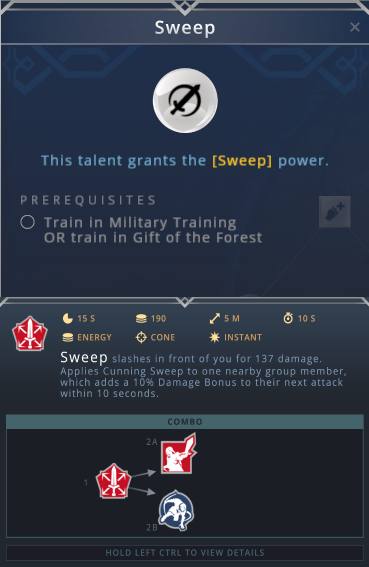 Sweep
This talent grants the [Sweep] power.
PREREQUISITES
Train in Military Training
OR train in Gift of the Forest
15 S 190 5 M 10 S
ENERGY CONE INSTANT
Sweep slashes in front of you for 137 damage.
Applies Cunning Sweep to one nearby group member,
which adds a 10% Damage Bonus to their next attack
within 10 seconds.
COMBO
2A
1
2B
HOLD LEFT CTRL TO VIEW DETAILS